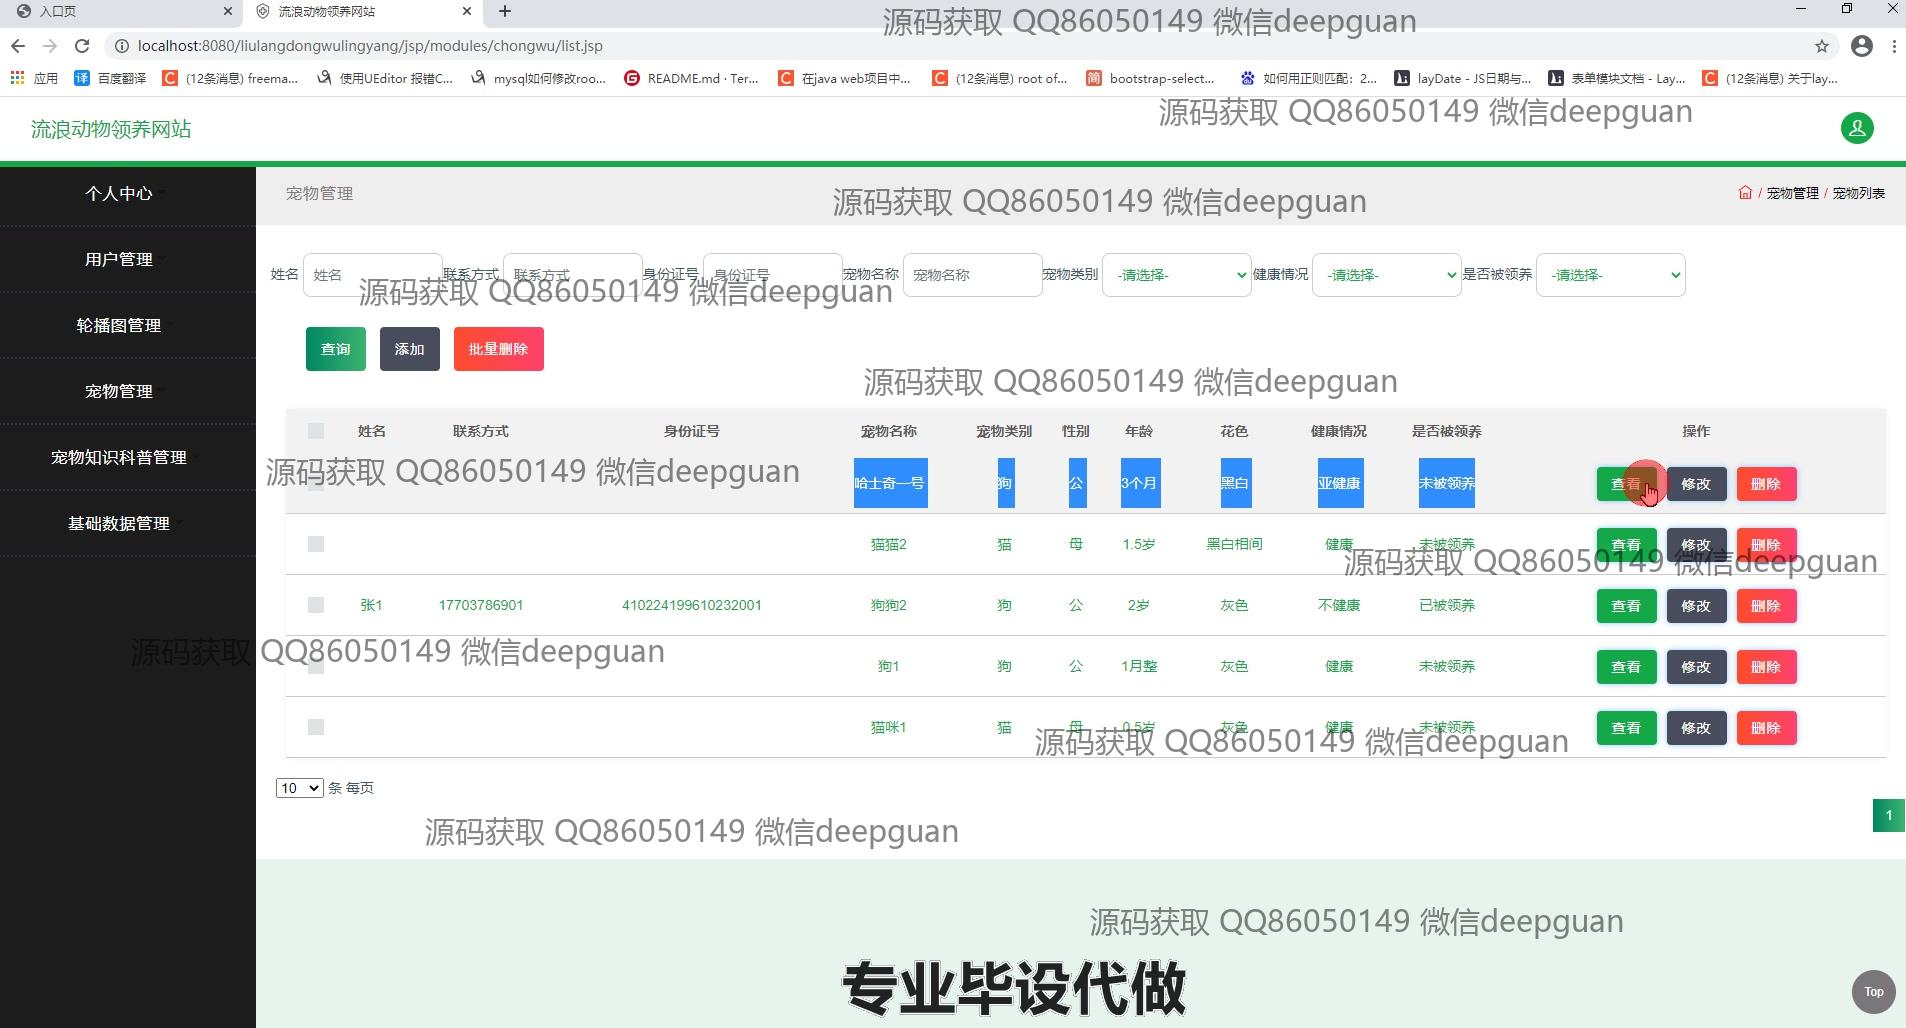 入口页
流浪动物领养网站
localhost:8080/liulangdongwulingyang/jsp/modules/chongwu/list.jsp
源码获取 QQ86050149 微信deepguan
应用 百度翻译 (12条消息) freema... 使用UEditor 报错C... mysql如何修改roo... README.md · Ter... 在java web项目中... (12条消息) root of... bootstrap-select... 如何用正则匹配：2... layDate - JS日期与... 表单模块文档 - Lay... (12条消息) 关于lay...
源码获取 QQ86050149 微信deepguan
流浪动物领养网站
个人中心
用户管理
轮播图管理
宠物管理
宠物知识科普管理
基础数据管理
宠物管理
源码获取 QQ86050149 微信deepguan
/ 宠物管理 / 宠物列表
姓名 姓名 联系方式 联系方式 身份证号 身份证号 宠物名称 宠物名称 宠物类别 -请选择- 健康情况 -请选择- 是否被领养 -请选择-
源码获取 QQ86050149 微信deepguan
查询 添加 批量删除
源码获取 QQ86050149 微信deepguan
姓名 联系方式 身份证号 宠物名称 宠物类别 性别 年龄 花色 健康情况 是否被领养 操作
源码获取 QQ86050149 微信deepguan
哈士奇一号 狗 公 3个月 黑白 亚健康 未被领养 查看 修改 删除
猫猫2 猫 母 1.5岁 黑白相间 健康 未被领养 查看 修改 删除
源码获取 QQ86050149 微信deepguan
张1 17703786901 410224199610232001 狗狗2 狗 公 2岁 灰色 不健康 已被领养 查看 修改 删除
源码获取 QQ86050149 微信deepguan
狗1 狗 公 1月整 灰色 健康 未被领养 查看 修改 删除
猫咪1 猫 母 0.5岁 灰色 健康 未被领养 查看 修改 删除
源码获取 QQ86050149 微信deepguan
10 条 每页
1
源码获取 QQ86050149 微信deepguan
源码获取 QQ86050149 微信deepguan
专业毕设代做
Top